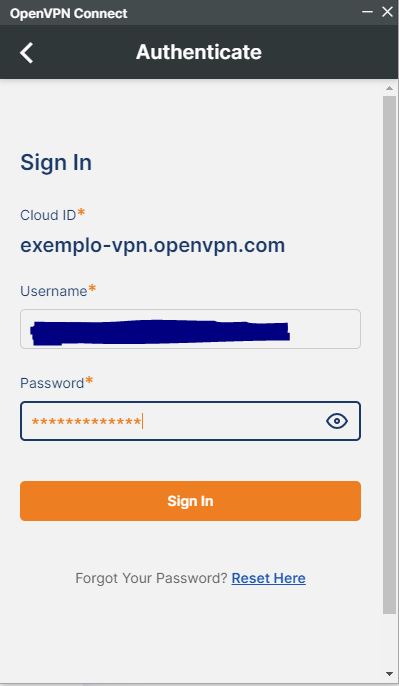 OpenVPN Connect
Authenticate
Sign In
Cloud ID*
exemplo-vpn.openvpn.com
Username*
Password*
*************
Sign In
Forgot Your Password? Reset Here